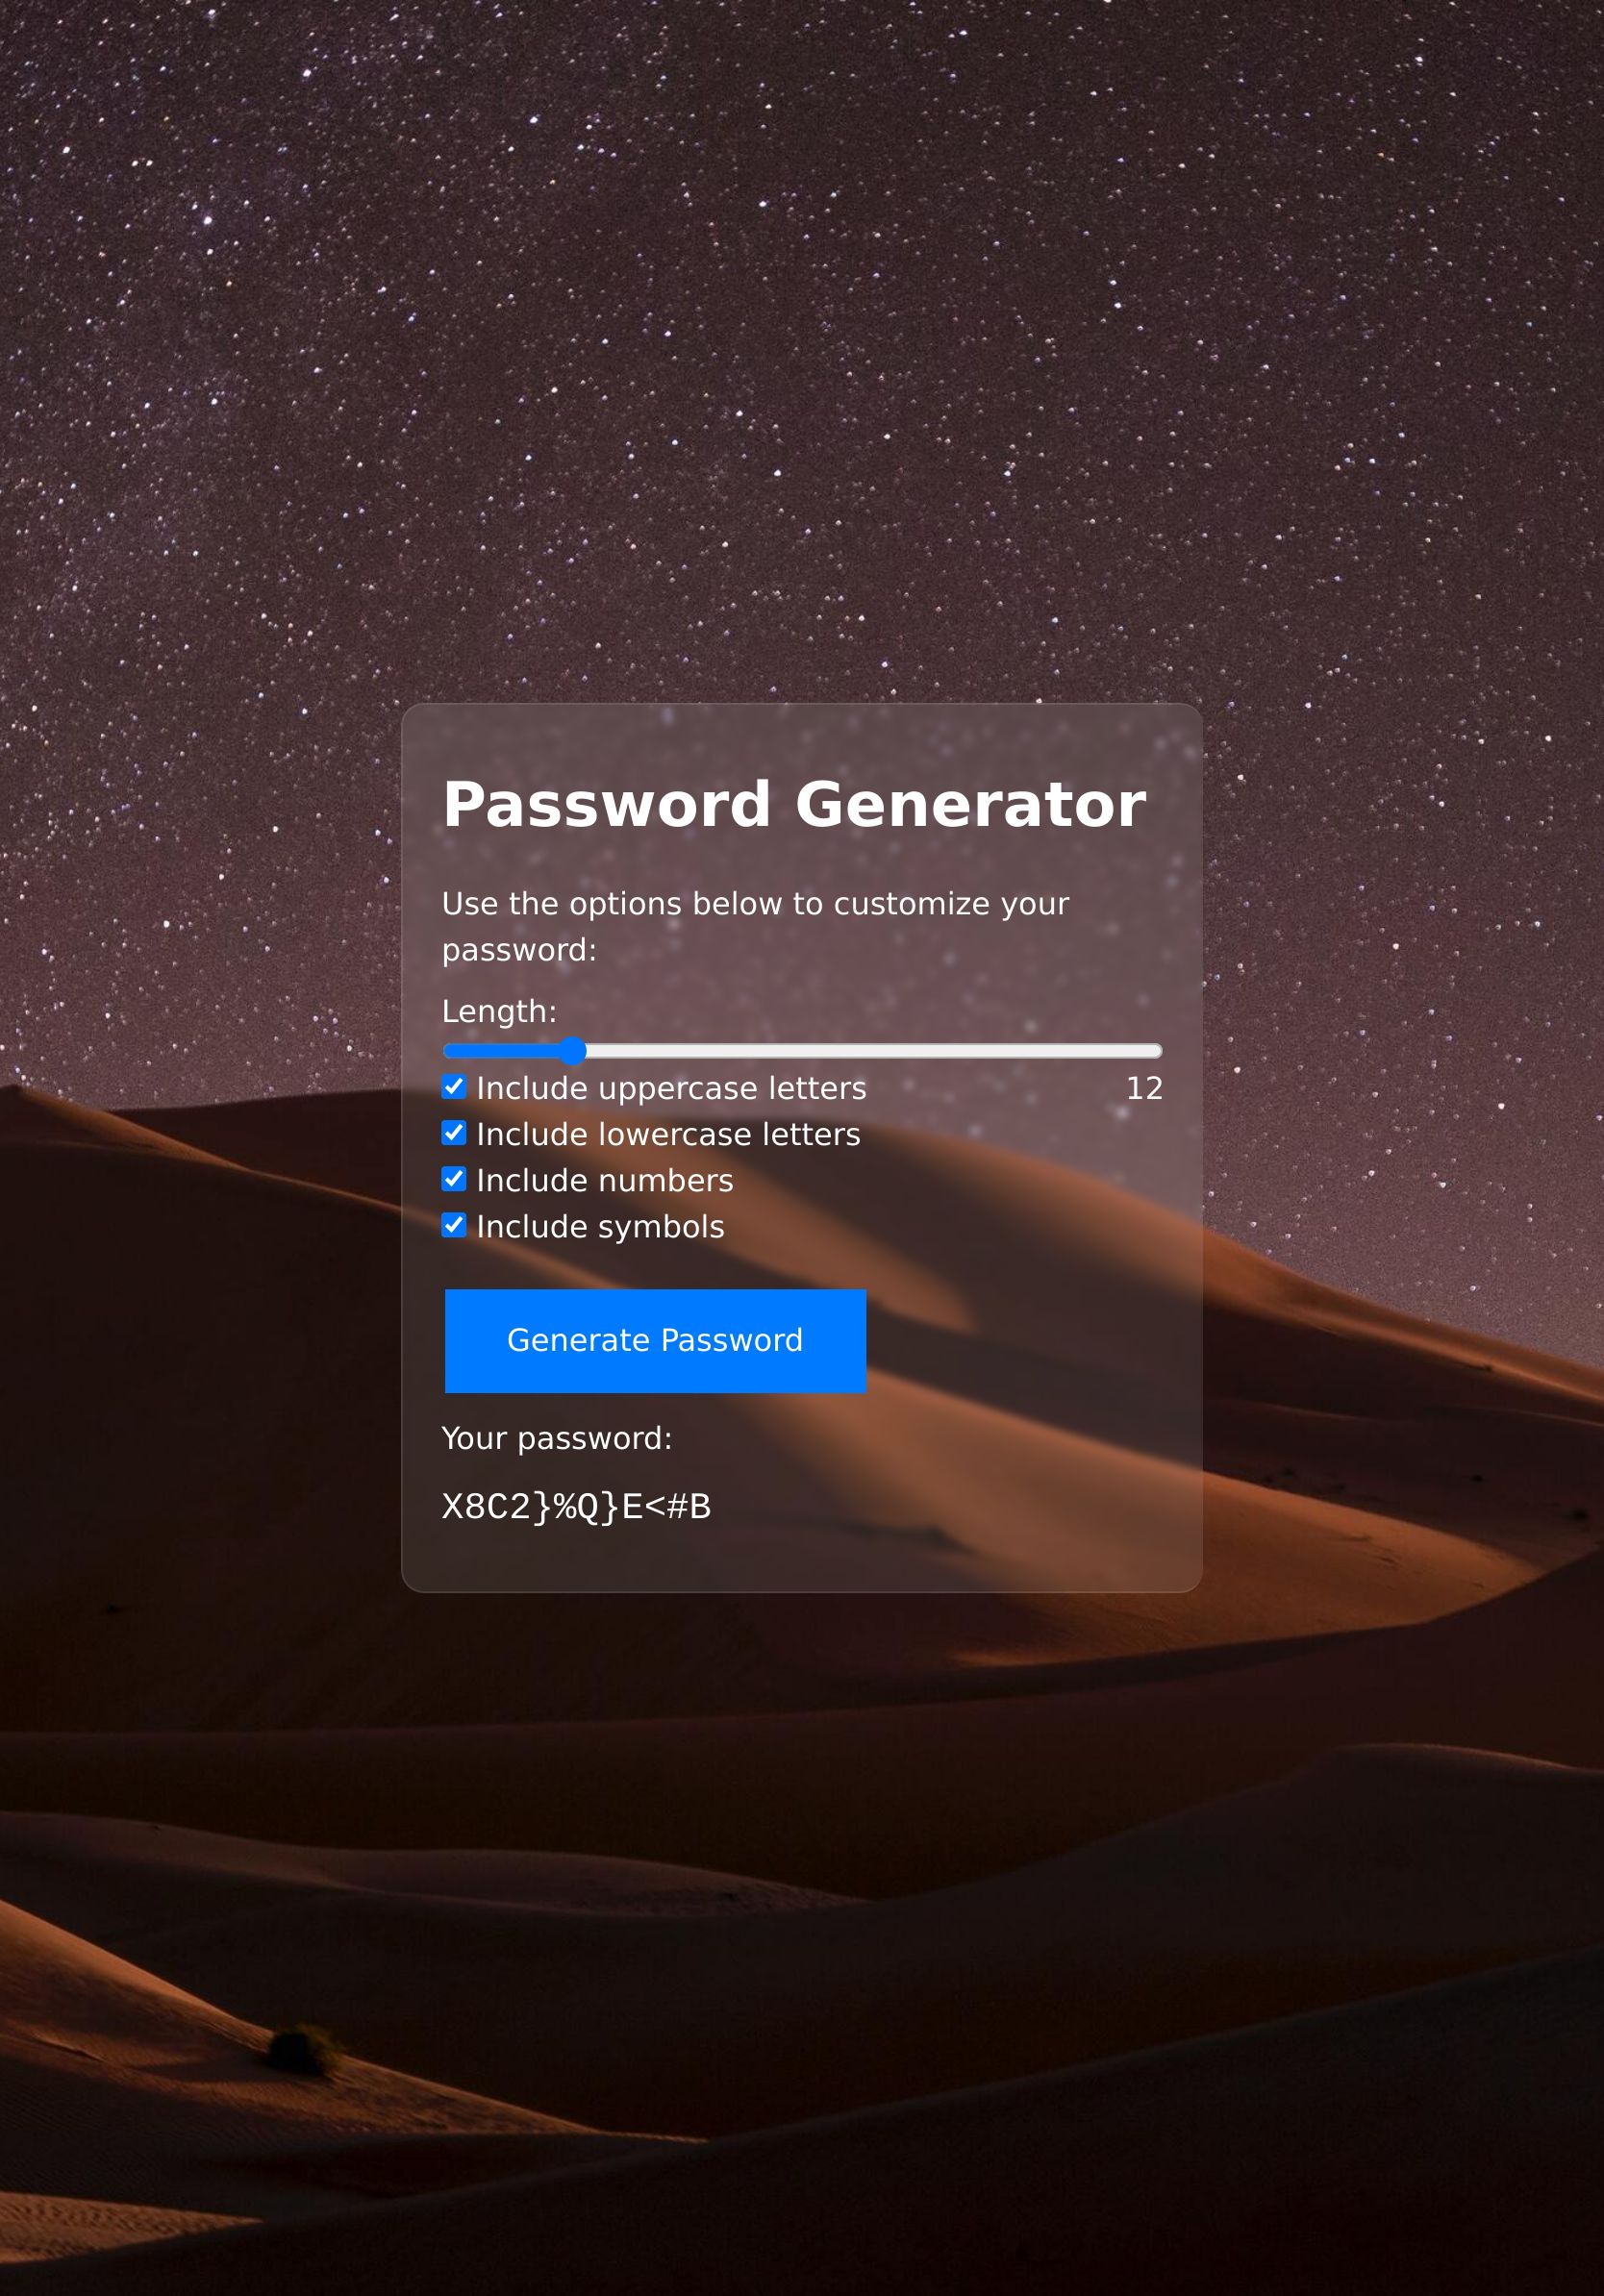 Password Generator
Use the options below to customize your
password:
Length:
Include uppercase letters 12
Include lowercase letters
Include numbers
Include symbols
Generate Password
Your password:
X8C2}%Q}E<#B